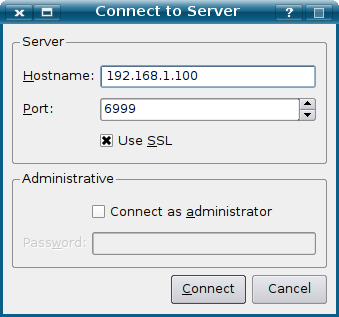 Connect to Server
Server
Hostname: 192.168.1.100
Port: 6999
Use SSL
Administrative
Connect as administrator
Password:
Connect Cancel